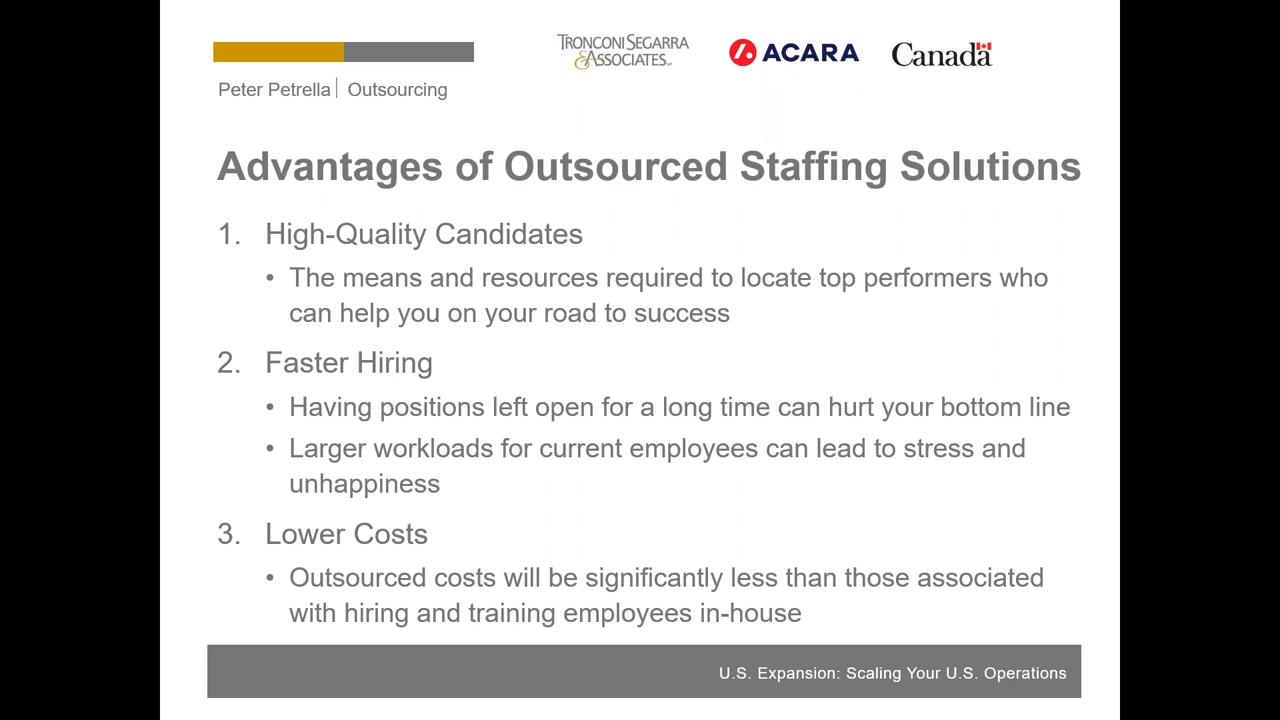 TRONCONI SEGARRA
& ASSOCIATES LLP
ACARA
Canada
Peter Petrella | Outsourcing
Advantages of Outsourced Staffing Solutions
1. High-Quality Candidates
• The means and resources required to locate top performers who
can help you on your road to success
2. Faster Hiring
• Having positions left open for a long time can hurt your bottom line
• Larger workloads for current employees can lead to stress and
unhappiness
3. Lower Costs
• Outsourced costs will be significantly less than those associated
with hiring and training employees in-house
U.S. Expansion: Scaling Your U.S. Operations